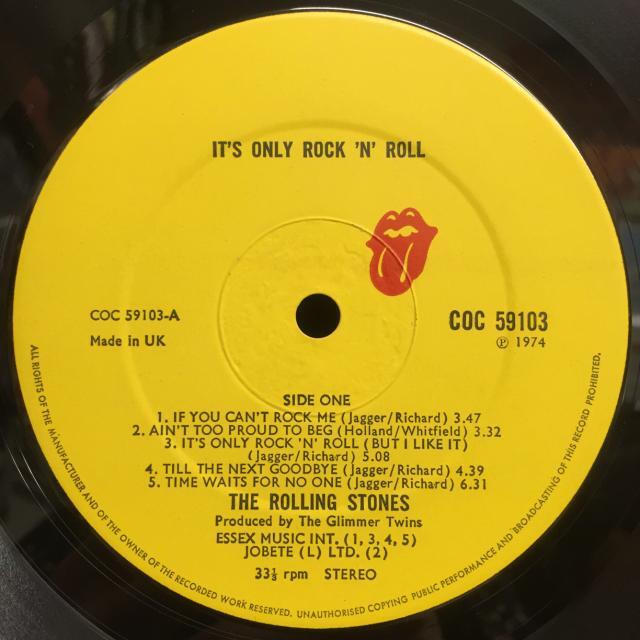 IT'S ONLY ROCK 'N' ROLL
COC 59103-A
Made in UK
COC 59103
℗ 1974
SIDE ONE
1. IF YOU CAN'T ROCK ME (Jagger/Richard) 3.47
2. AIN'T TOO PROUD TO BEG (Holland/Whitfield) 3.32
3. IT'S ONLY ROCK 'N' ROLL (BUT I LIKE IT)
(Jagger/Richard) 5.08
4. TILL THE NEXT GOODBYE (Jagger/Richard) 4.39
5. TIME WAITS FOR NO ONE (Jagger/Richard) 6.31
THE ROLLING STONES
Produced by The Glimmer Twins
ESSEX MUSIC INT. (1, 3, 4, 5)
JOBETE (L) LTD. (2)
33⅓ rpm STEREO
ALL RIGHTS OF THE MANUFACTURER AND OF THE OWNER OF THE RECORDED WORK RESERVED. UNAUTHORISED COPYING PUBLIC PERFORMANCE AND BROADCASTING OF THIS RECORD PROHIBITED.